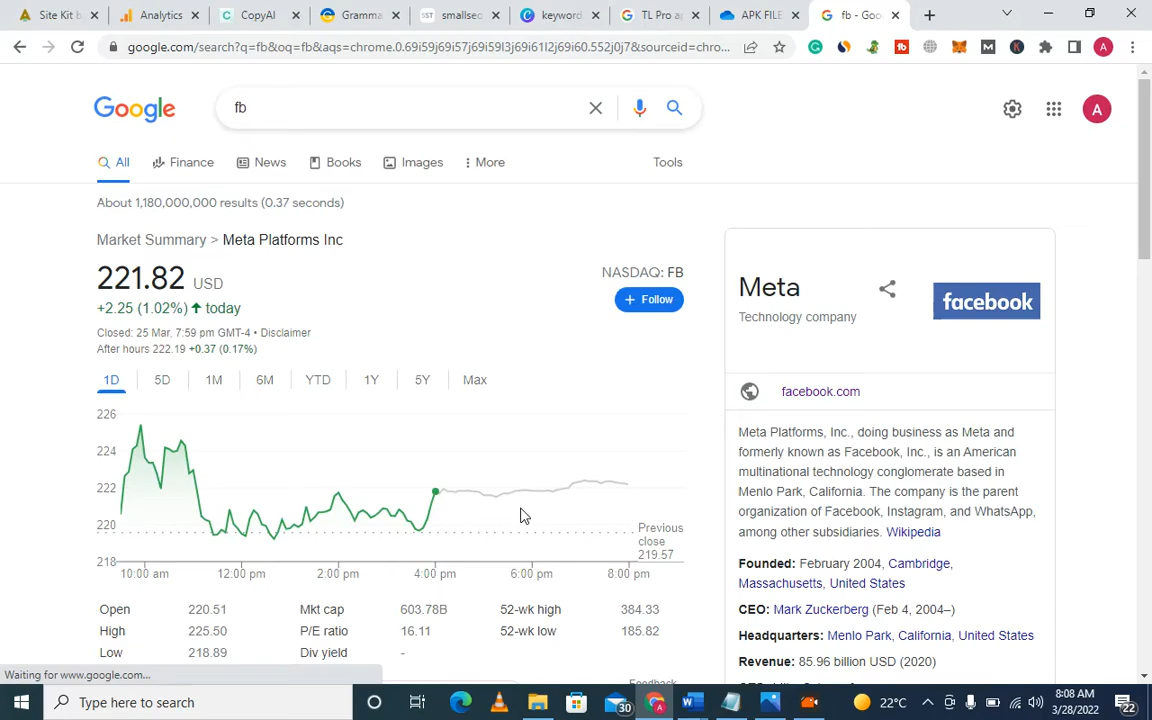 Site Kit b
Analytics
CopyAI
Gramma
SST
smallsed
keyword
TL Pro a
APK FILE
fb - Goo
google.com/search?q=fb&oq=fb&aqs=chrome.0.69i59j69i57j69i59l3j69i61l2j69i60.552j0j7&sourceid=chro...
fb
M
K
A
Google
fb
A
All
Finance
News
Books
Images
More
Tools
About 1,180,000,000 results (0.37 seconds)
Market Summary > Meta Platforms Inc
221.82 USD
+2.25 (1.02%) today
Closed: 25 Mar, 7:59 pm GMT-4 • Disclaimer
After hours 222.19 +0.37 (0.17%)
NASDAQ: FB
+ Follow
1D
5D
1M
6M
YTD
1Y
5Y
Max
226
224
222
220
218
Previous
close
219.57
10:00 am
12:00 pm
2:00 pm
4:00 pm
6:00 pm
8:00 pm
Open 220.51 Mkt cap 603.78B 52-wk high 384.33
High 225.50 P/E ratio 16.11 52-wk low 185.82
Low 218.89 Div yield -
Feedback
Meta
Technology company
facebook
facebook.com
Meta Platforms, Inc., doing business as Meta and
formerly known as Facebook, Inc., is an American
multinational technology conglomerate based in
Menlo Park, California. The company is the parent
organization of Facebook, Instagram, and WhatsApp,
among other subsidiaries. Wikipedia
Founded: February 2004, Cambridge,
Massachusetts, United States
CEO: Mark Zuckerberg (Feb 4, 2004–)
Headquarters: Menlo Park, California, United States
Revenue: 85.96 billion USD (2020)
Waiting for www.google.com...
Type here to search
30
A
22°C
8:08 AM
3/28/2022
22